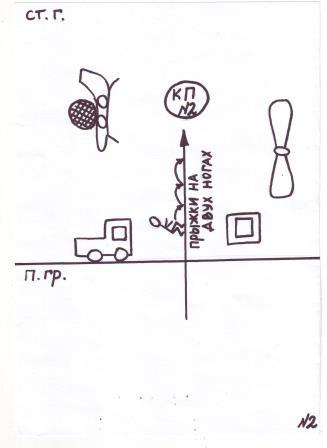 СТ. Г.
КП
№2
ПРЫЖКИ НА
ДВУХ НОГАХ
П. ГР.
№2